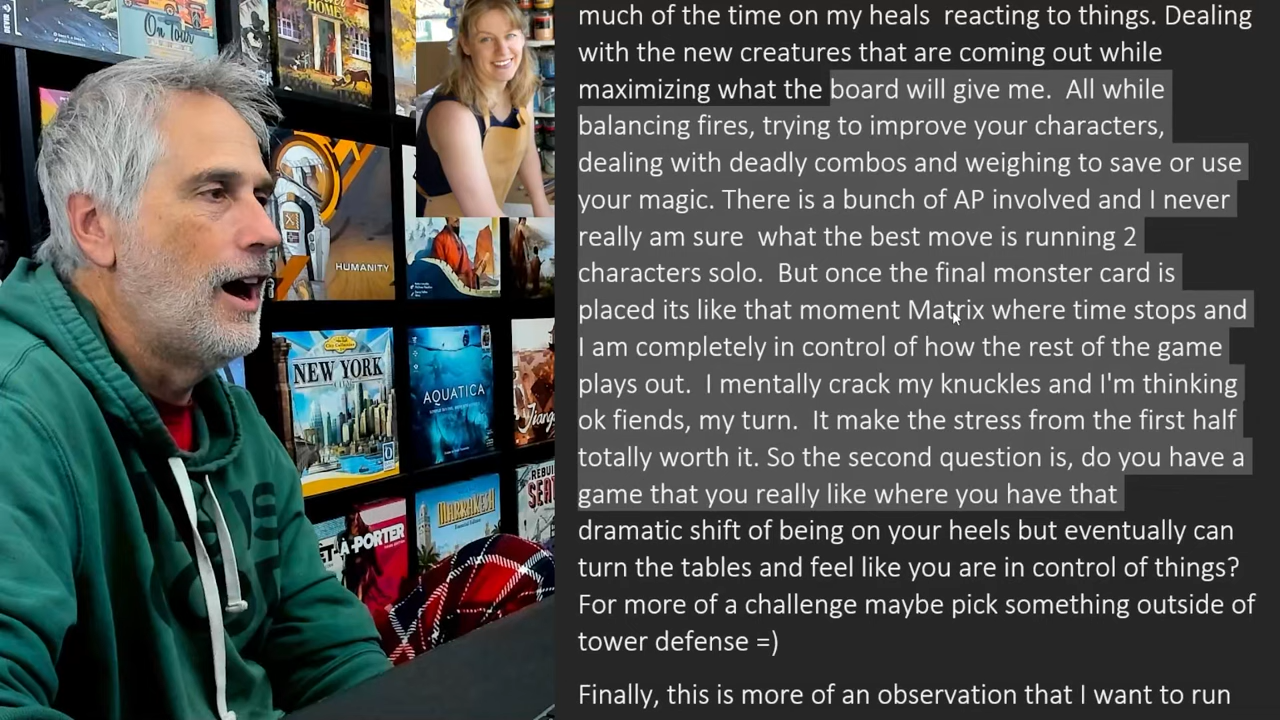 On Tour
HOME
HUMANITY
City Collection
NEW YORK
AQUATICA
MARRAKESH
much of the time on my heals  reacting to things. Dealing
with the new creatures that are coming out while
maximizing what the board will give me.  All while
balancing fires, trying to improve your characters,
dealing with deadly combos and weighing to save or use
your magic. There is a bunch of AP involved and I never
really am sure  what the best move is running 2
characters solo.  But once the final monster card is
placed its like that moment Matrix where time stops and
I am completely in control of how the rest of the game
plays out.  I mentally crack my knuckles and I'm thinking
ok fiends, my turn.  It make the stress from the first half
totally worth it. So the second question is, do you have a
game that you really like where you have that
dramatic shift of being on your heels but eventually can
turn the tables and feel like you are in control of things?
For more of a challenge maybe pick something outside of
tower defense =)
Finally, this is more of an observation that I want to run